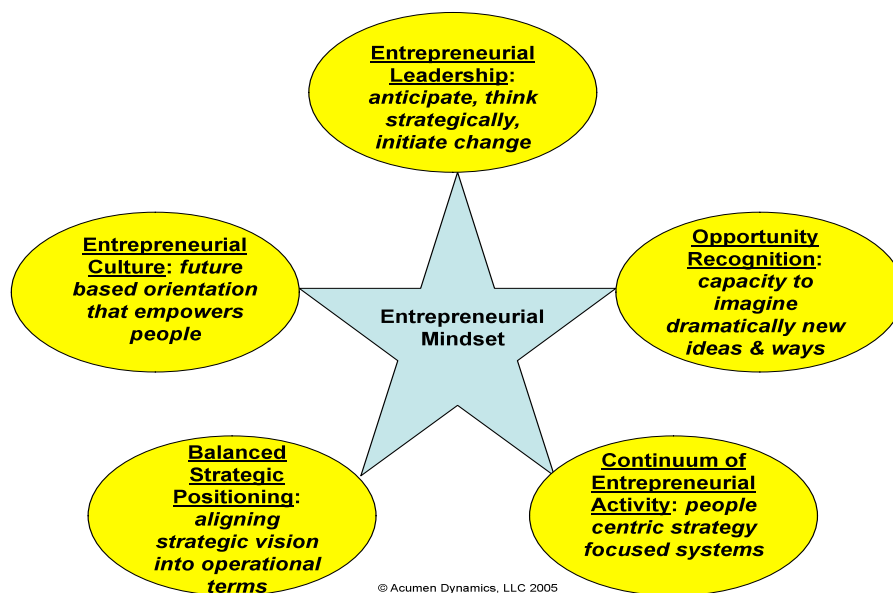 Entrepreneurial
Leadership:
anticipate, think
strategically,
initiate change
Entrepreneurial
Culture: future
based orientation
that empowers
people
Opportunity
Recognition:
capacity to
imagine
dramatically new
ideas & ways
Entrepreneurial
Mindset
Balanced
Strategic
Positioning:
aligning
strategic vision
into operational
terms
Continuum of
Entrepreneurial
Activity: people
centric strategy
focused systems
© Acumen Dynamics, LLC 2005